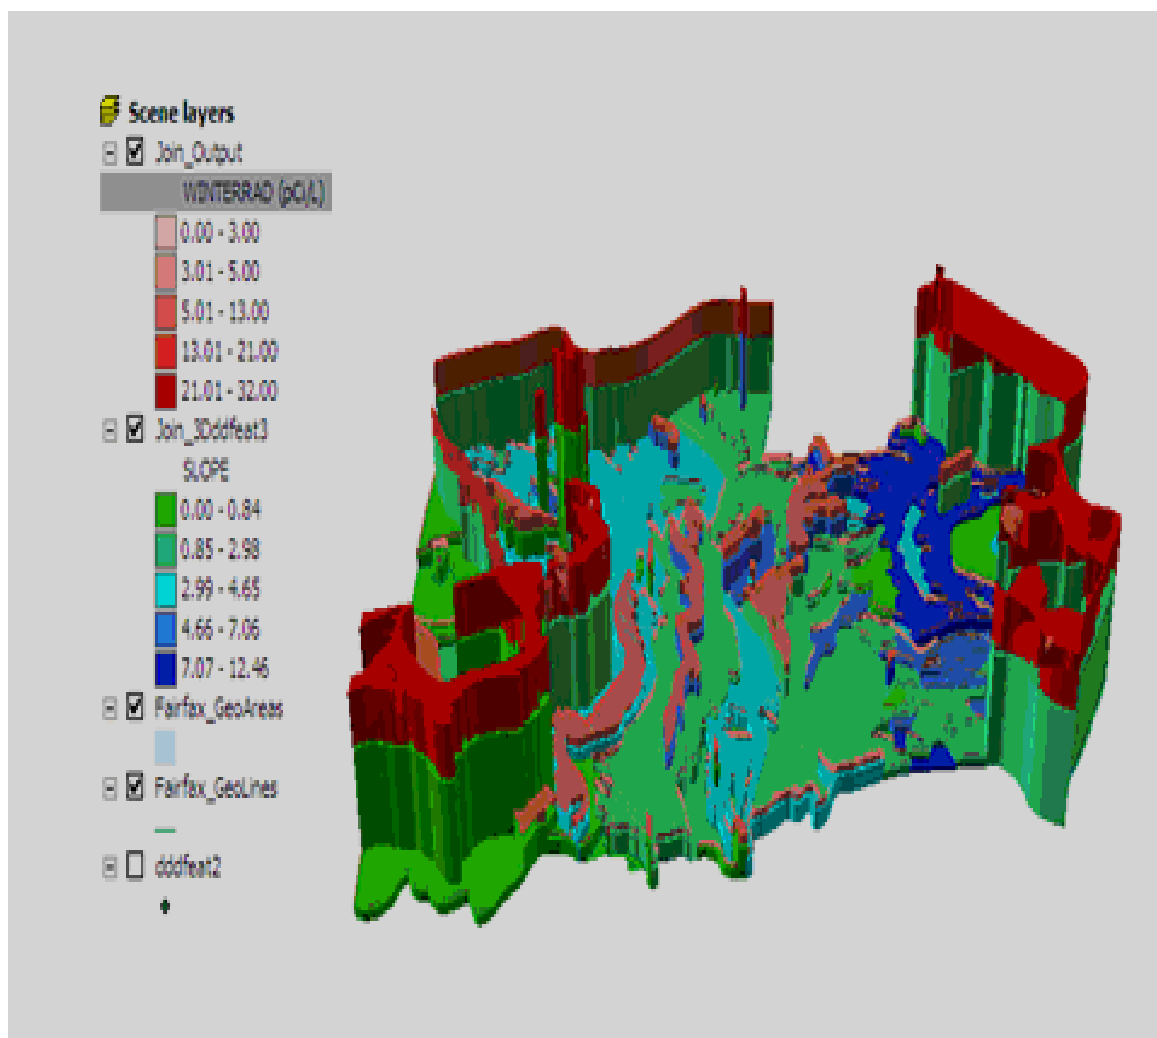 Scene layers
Join_Output
WINTERRAD (pCi/L)
0.00 - 3.00
3.01 - 5.00
5.01 - 13.00
13.01 - 21.00
21.01 - 32.00
Join_3Dddfeat3
SLOPE
0.00 - 0.84
0.85 - 2.98
2.99 - 4.65
4.66 - 7.06
7.07 - 12.46
Fairfax_GeoAreas
Fairfax_GeoLines
dddfeat2